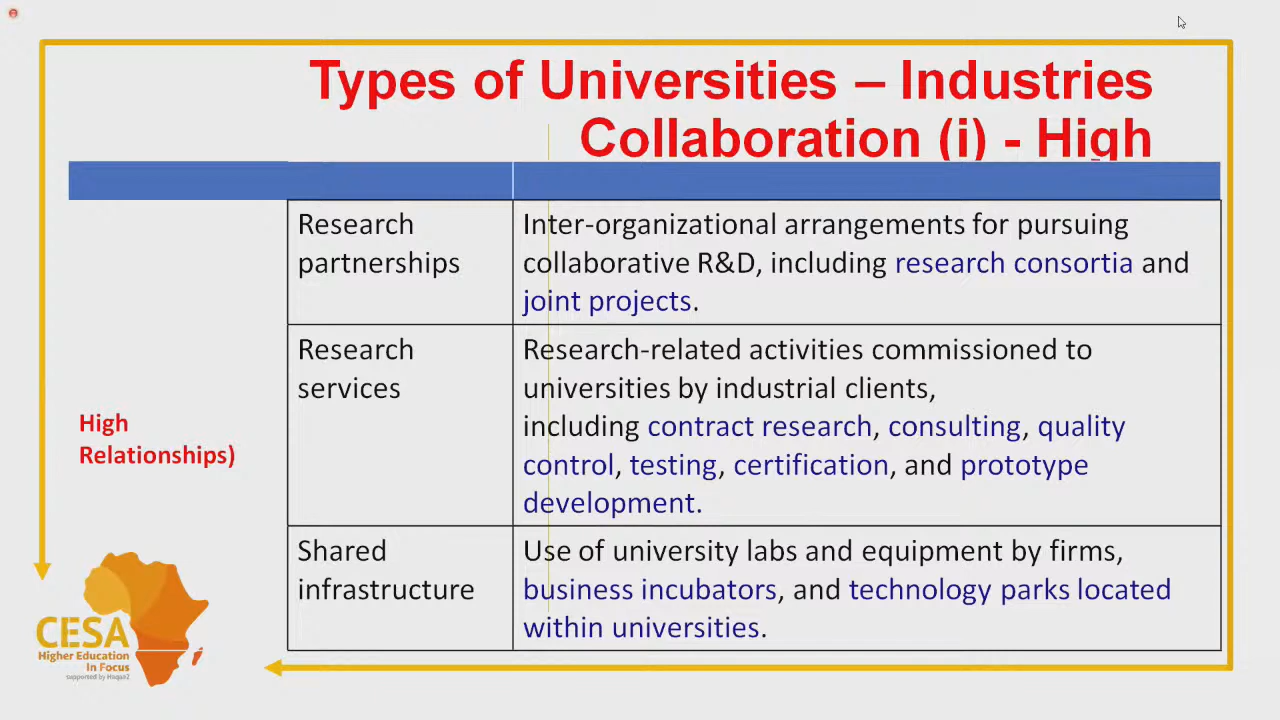 Types of Universities – Industries
Collaboration (i) - High
Research
partnerships
Inter-organizational arrangements for pursuing
collaborative R&D, including research consortia and
joint projects.
Research
services
Research-related activities commissioned to
universities by industrial clients,
including contract research, consulting, quality
control, testing, certification, and prototype
development.
High
Relationships)
Shared
infrastructure
Use of university labs and equipment by firms,
business incubators, and technology parks located
within universities.
CESA
Higher Education
In Focus
supported by Haqaa2